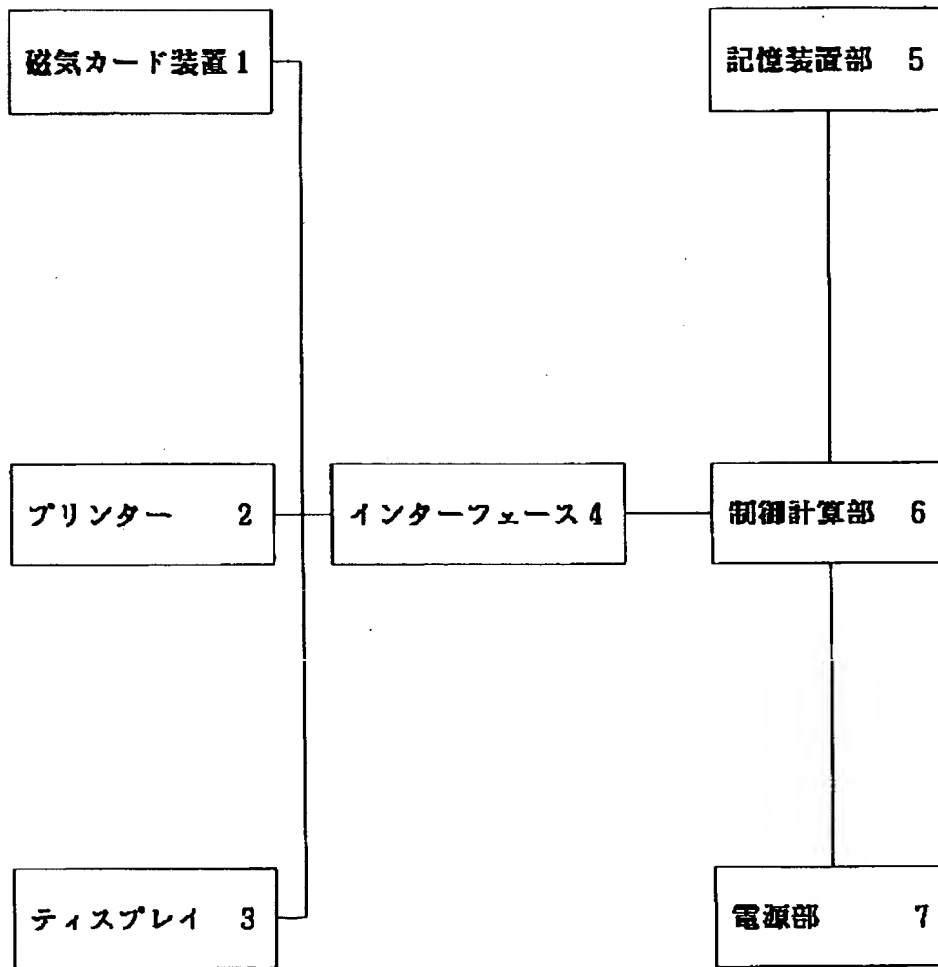 磁気カード装置 1
記憶装置部 5
プリンター 2
インターフェース 4
制御計算部 6
ティスプレイ 3
電源部 7